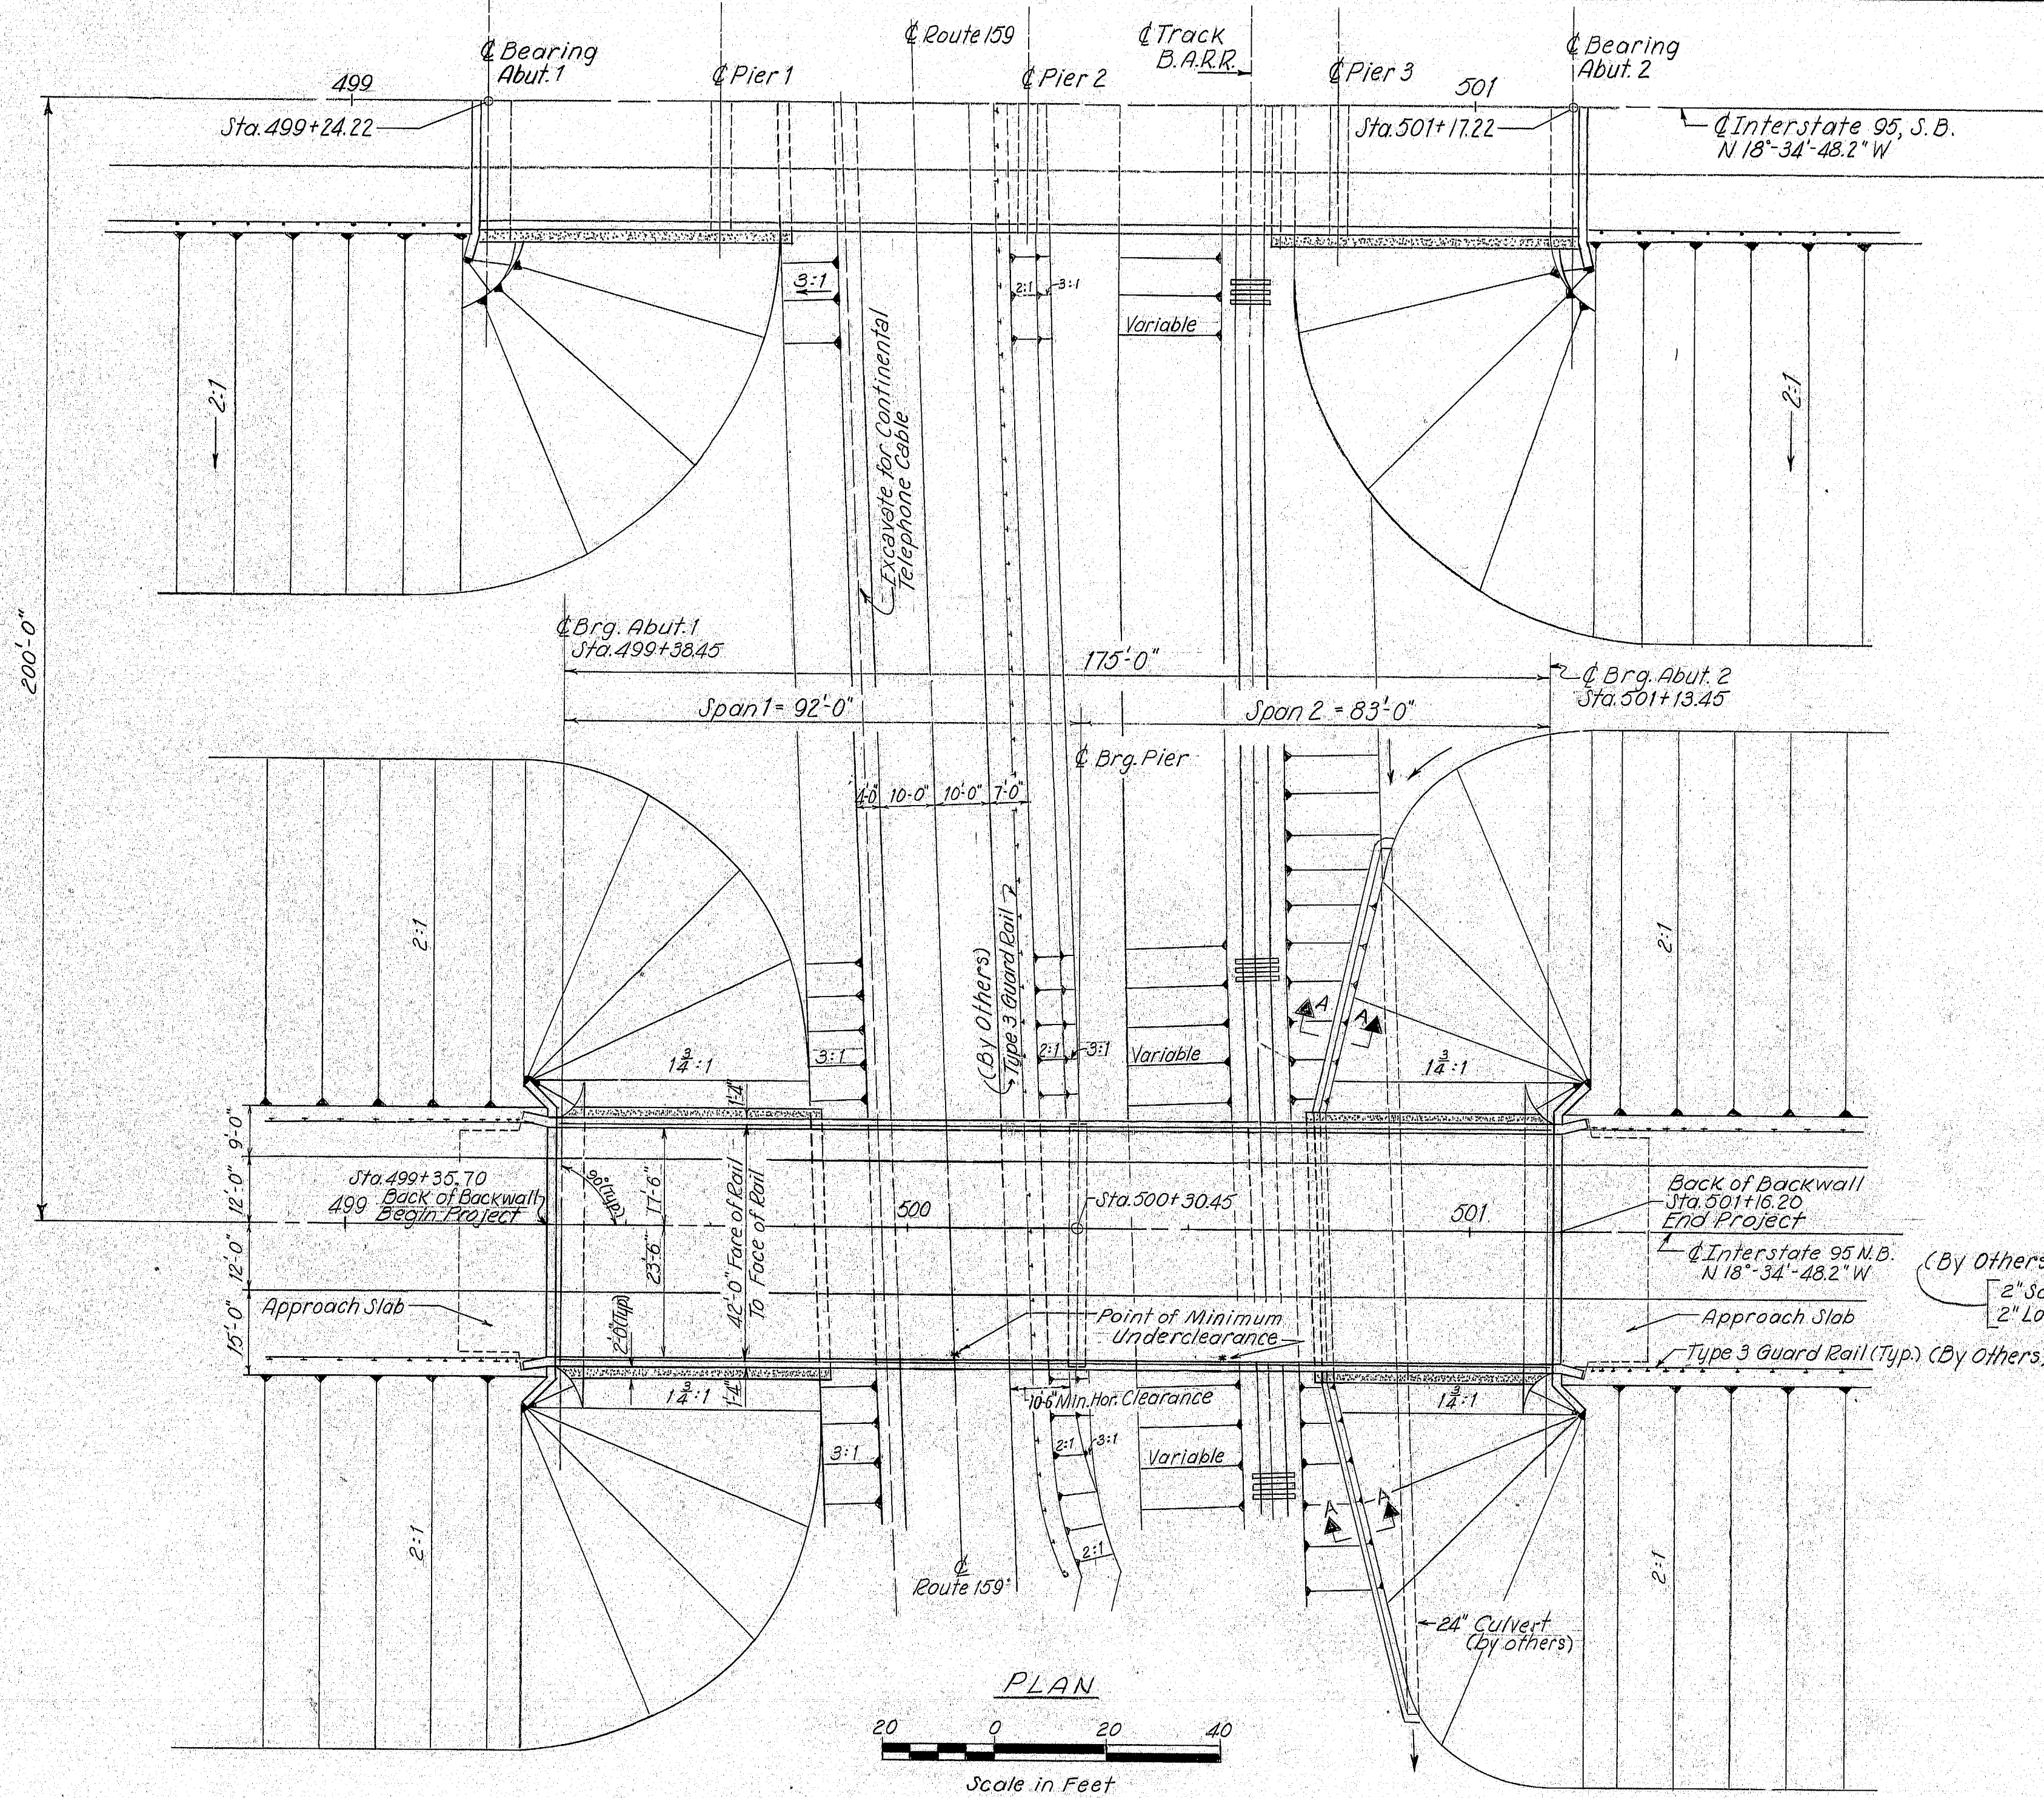 ℄ Bearing
Abut. 1
℄ Pier 1
℄ Route 159
℄ Pier 2
℄ Track
B.A.R.R.
℄ Pier 3
℄ Bearing
Abut. 2
499
501
Sta. 499+24.22
Sta. 501+17.22
℄ Interstate 95, S.B.
N 18°-34'-48.2" W
3:1
2:1
3:1
Variable
2:1
2:1
Excavate for Continental
Telephone Cable
200'-0"
℄ Brg. Abut. 1
Sta. 499+38.45
175'-0"
℄ Brg. Abut. 2
Sta. 501+13.45
Span 1 = 92'-0"
Span 2 = 83'-0"
℄ Brg. Pier
4'-0"
10'-0"
10'-0"
7'-0"
2:1
2:1
(By Others)
Type 3 Guard Rail
A
A
1 3/4 :1
3:1
2:1
3:1
Variable
1 3/4 :1
1'-4"
9'-0"
12'-0"
12'-0"
15'-0"
Sta. 499+35.70
Back of Backwall
Begin Project
499
90° (Typ.)
17'-6"
23'-6"
42'-0" Face of Rail
To Face of Rail
500
Sta. 500+30.45
501
Back of Backwall
Sta. 501+16.20
End Project
℄ Interstate 95 N.B.
N 18°-34'-48.2" W
(By Others
2"
2"
Approach Slab
2'-0" (Typ.)
Point of Minimum
Underclearance
Approach Slab
Type 3 Guard Rail (Typ.) (By Others)
1 3/4 :1
1'-4"
10'-6" Min. Hor. Clearance
1 3/4 :1
3:1
2:1
3:1
Variable
A
A
2:1
2:1
2:1
℄
Route 159
24" Culvert
(by others)
PLAN
20 0 20 40
Scale in Feet